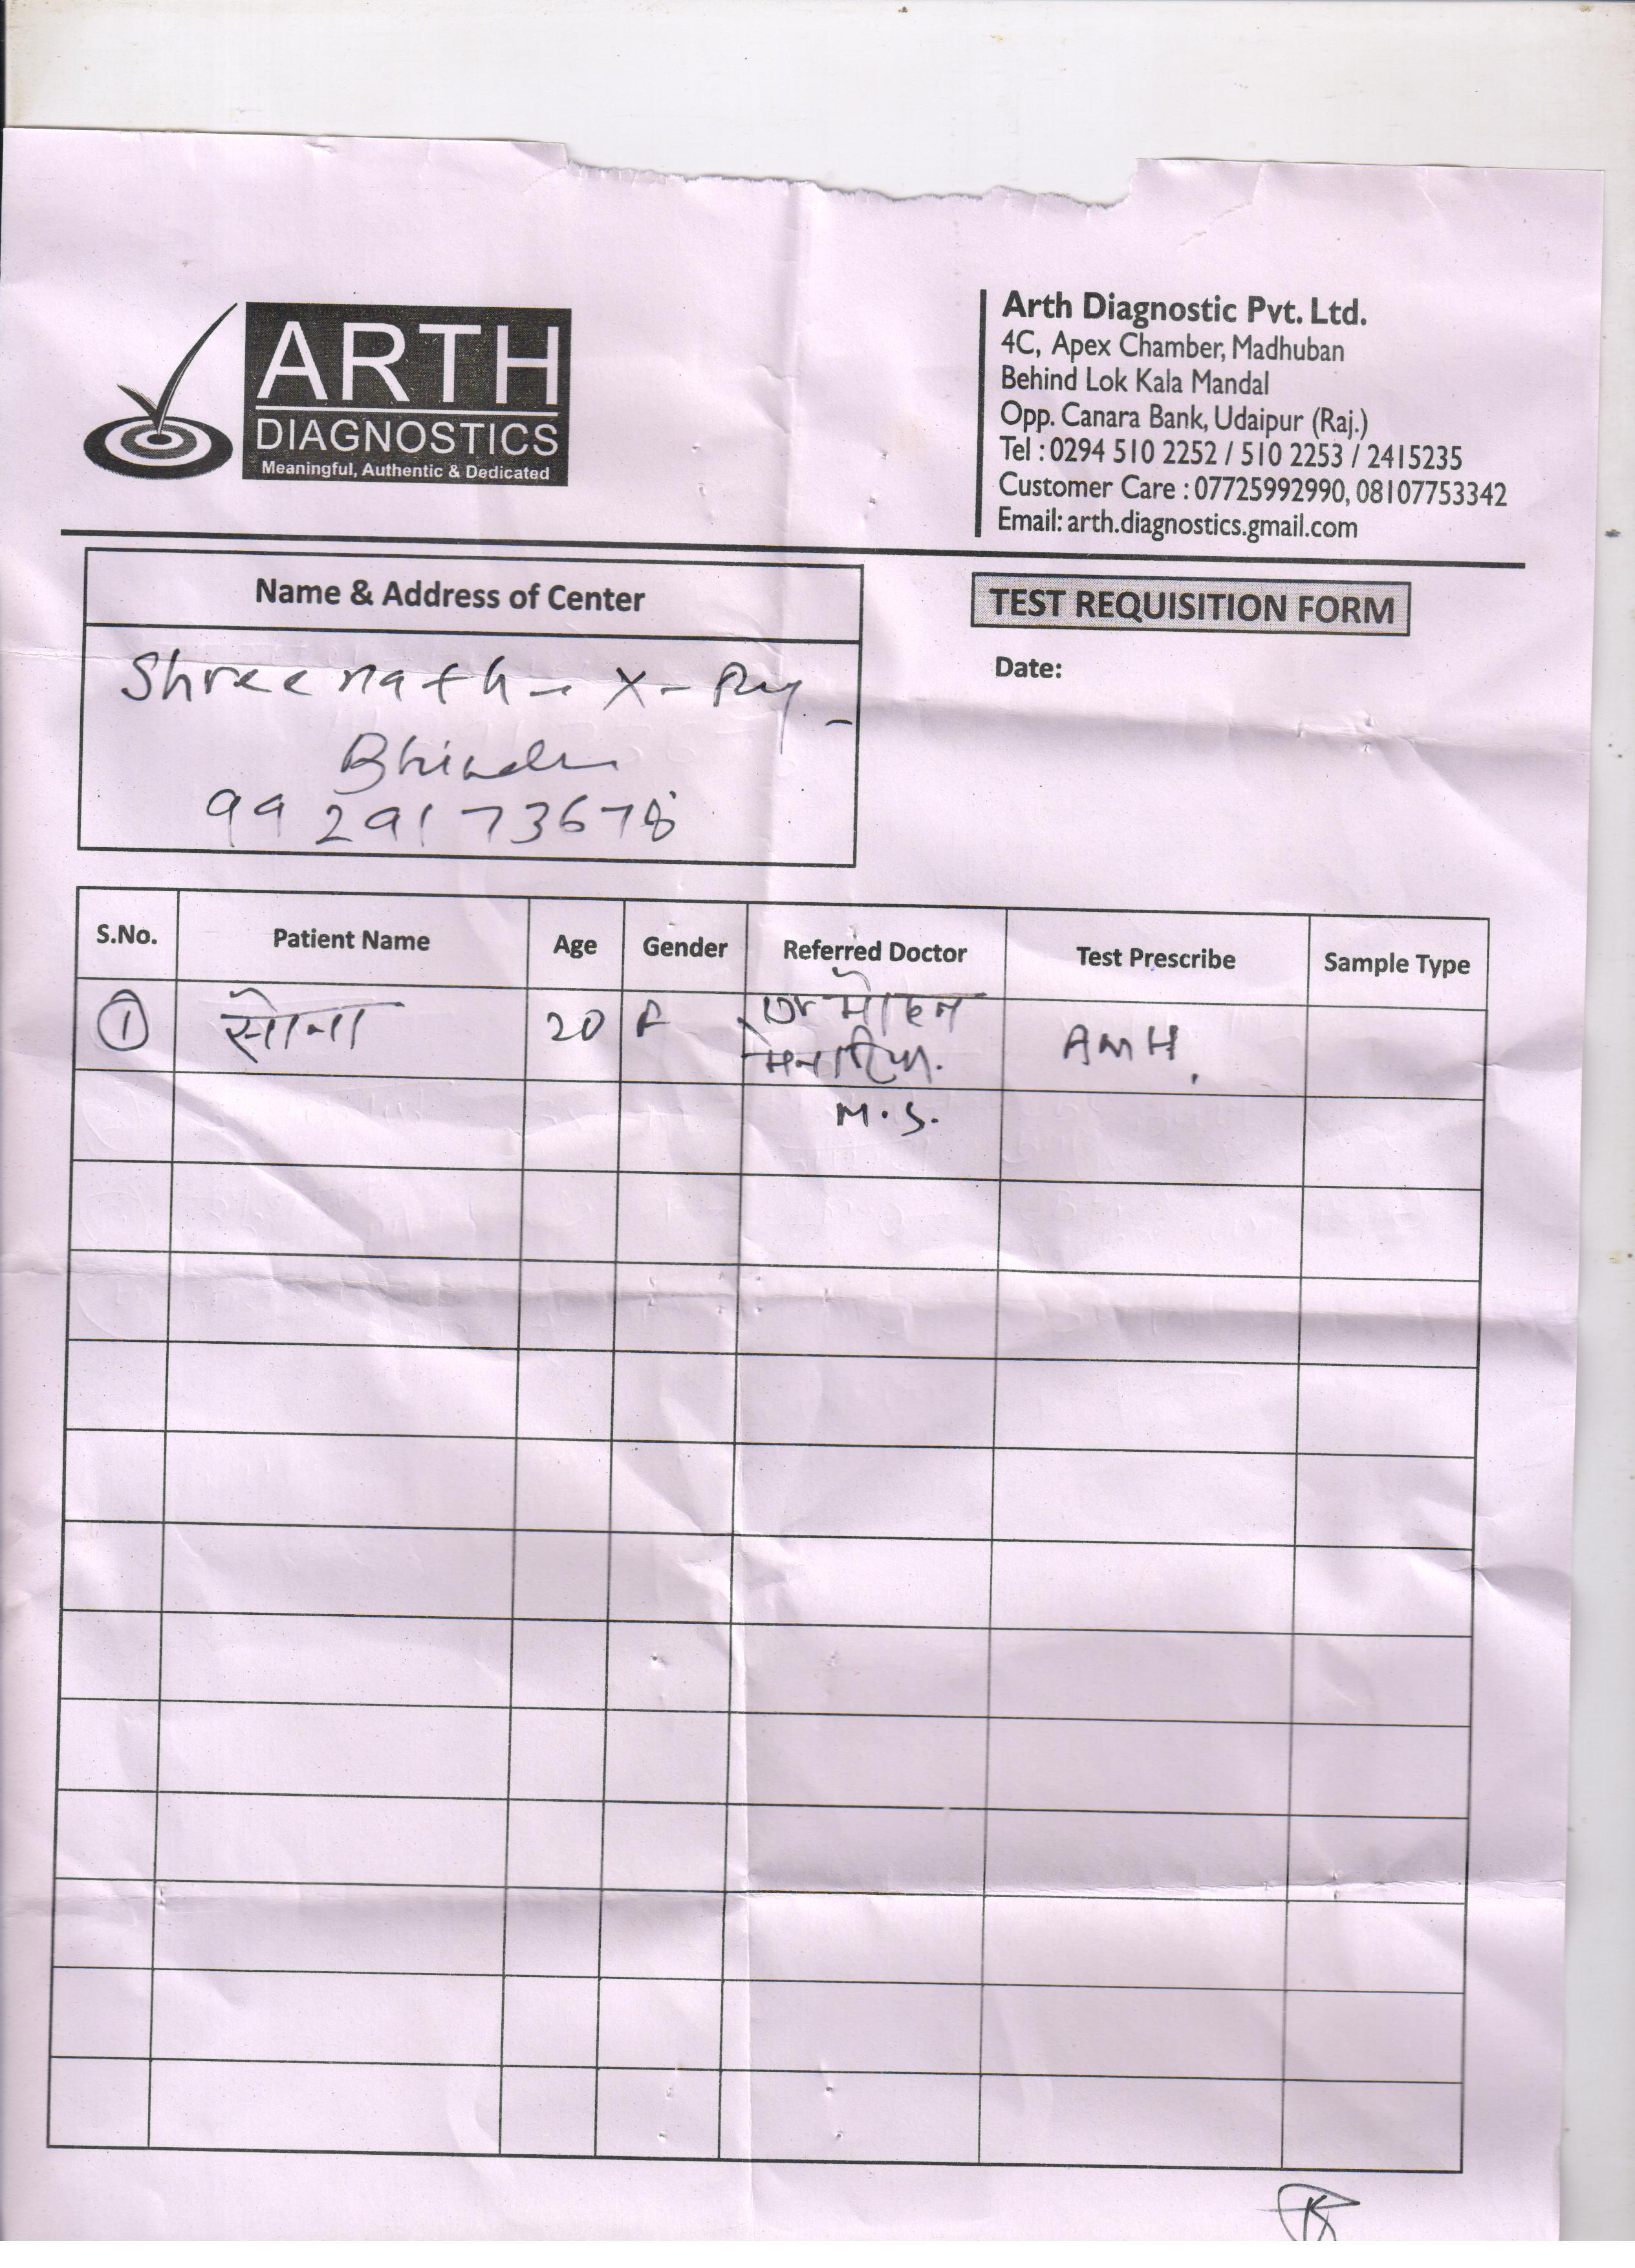 ARTH
DIAGNOSTICS
Meaningful, Authentic & Dedicated
Arth Diagnostic Pvt. Ltd.
4C, Apex Chamber, Madhuban
Behind Lok Kala Mandal
Opp. Canara Bank, Udaipur (Raj.)
Tel : 0294 510 2252 / 510 2253 / 2415235
Customer Care : 07725992990, 08107753342
Email: arth.diagnostics.gmail.com
Name & Address of Center
Shreenath - X - Ray
Bhinder
9929173678
TEST REQUISITION FORM
Date:
S.No. Patient Name Age Gender Referred Doctor Test Prescribe Sample Type
1 सोना 20 F Dr मोहन AMH
मेनारिया.
M.S.